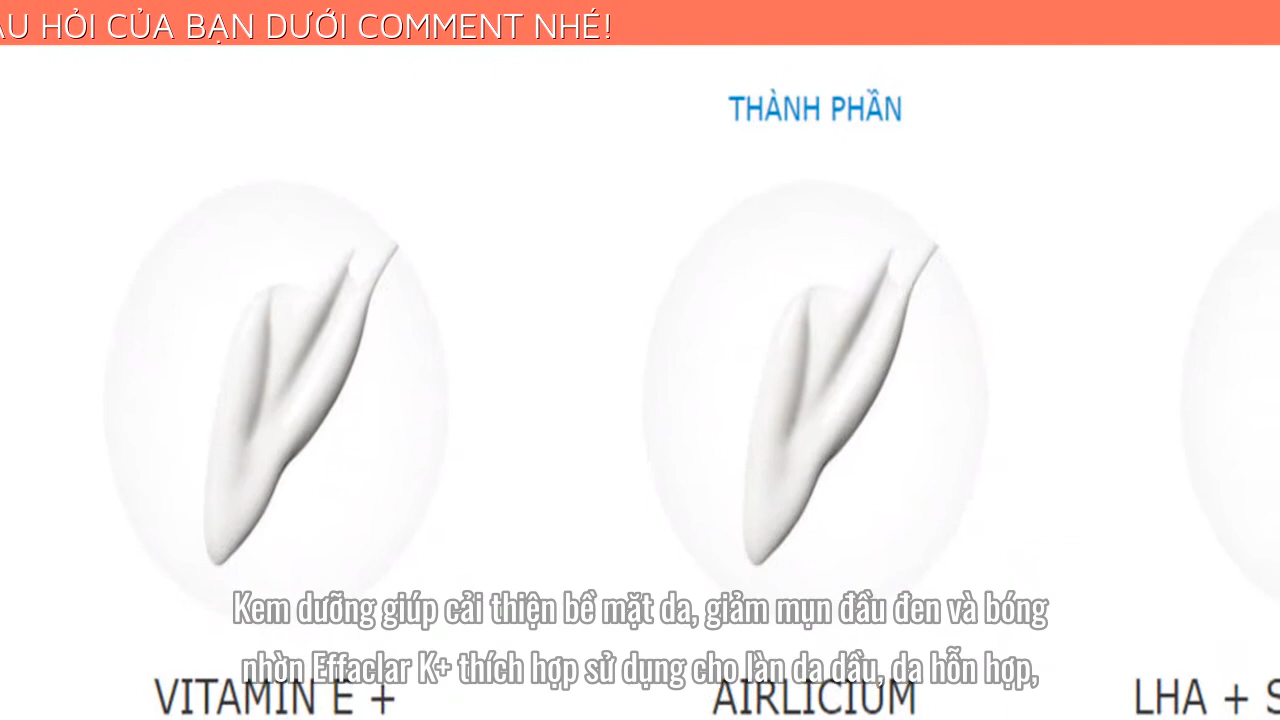 U HỎI CỦA BẠN DƯỚI COMMENT NHÉ!
THÀNH PHẦN
Kem dưỡng giúp cải thiện bề mặt da, giảm mụn đầu đen và bóng
nhờn Effaclar K+ thích hợp sử dụng cho làn da dầu, da hỗn hợp,
VITAMIN E +
AIRLICIUM
LHA + S